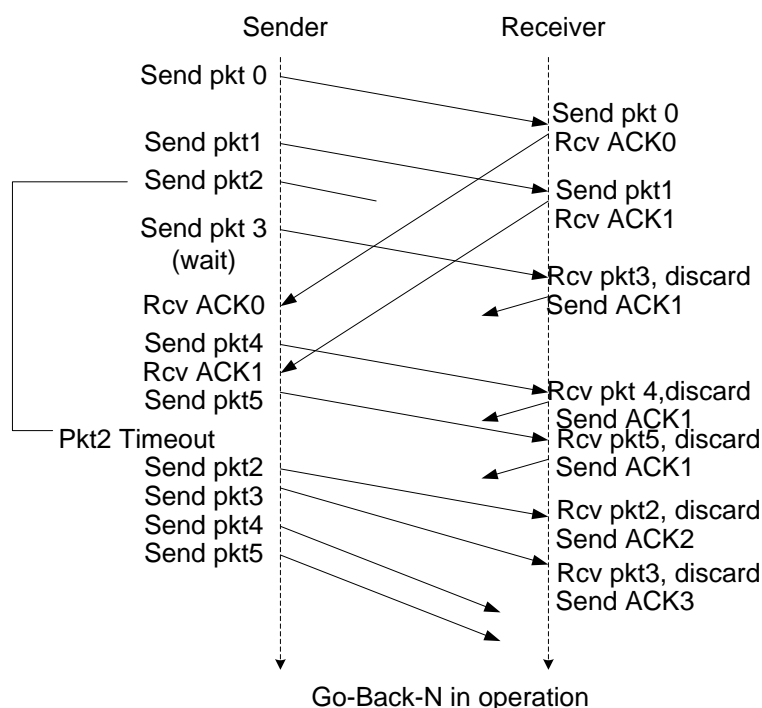 Sender
Receiver
Send pkt 0
Send pkt 0
Rcv ACK0
Send pkt1
Send pkt2
Send pkt1
Rcv ACK1
Send pkt 3
(wait)
Rcv pkt3, discard
Send ACK1
Rcv ACK0
Send pkt4
Rcv ACK1
Send pkt5
Rcv pkt 4,discard
Send ACK1
Pkt2 Timeout
Rcv pkt5, discard
Send ACK1
Send pkt2
Send pkt3
Send pkt4
Send pkt5
Rcv pkt2, discard
Send ACK2
Rcv pkt3, discard
Send ACK3
Go-Back-N in operation